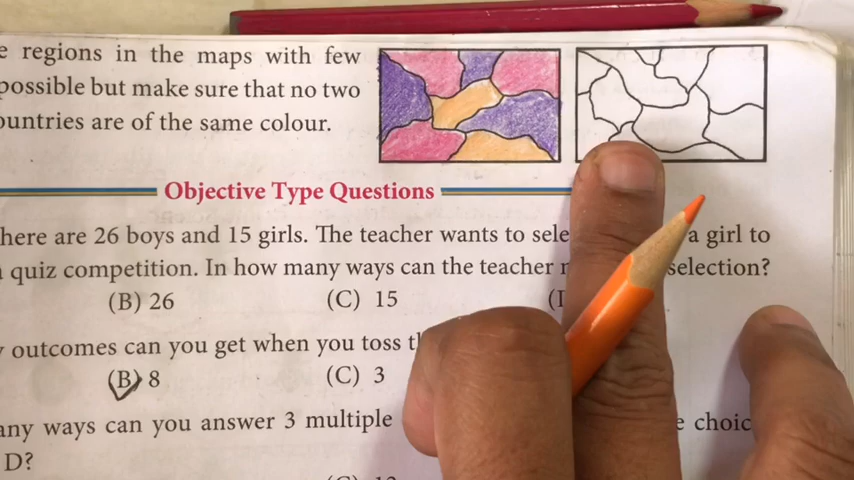 e regions in the maps with few
possible but make sure that no two
ountries are of the same colour.
Objective Type Questions
here are 26 boys and 15 girls. The teacher wants to sele a girl to
quiz competition. In how many ways can the teacher selection?
(B) 26 (C) 15
outcomes can you get when you toss
(B) 8 (C) 3
any ways can you answer 3 multiple e choic
D?